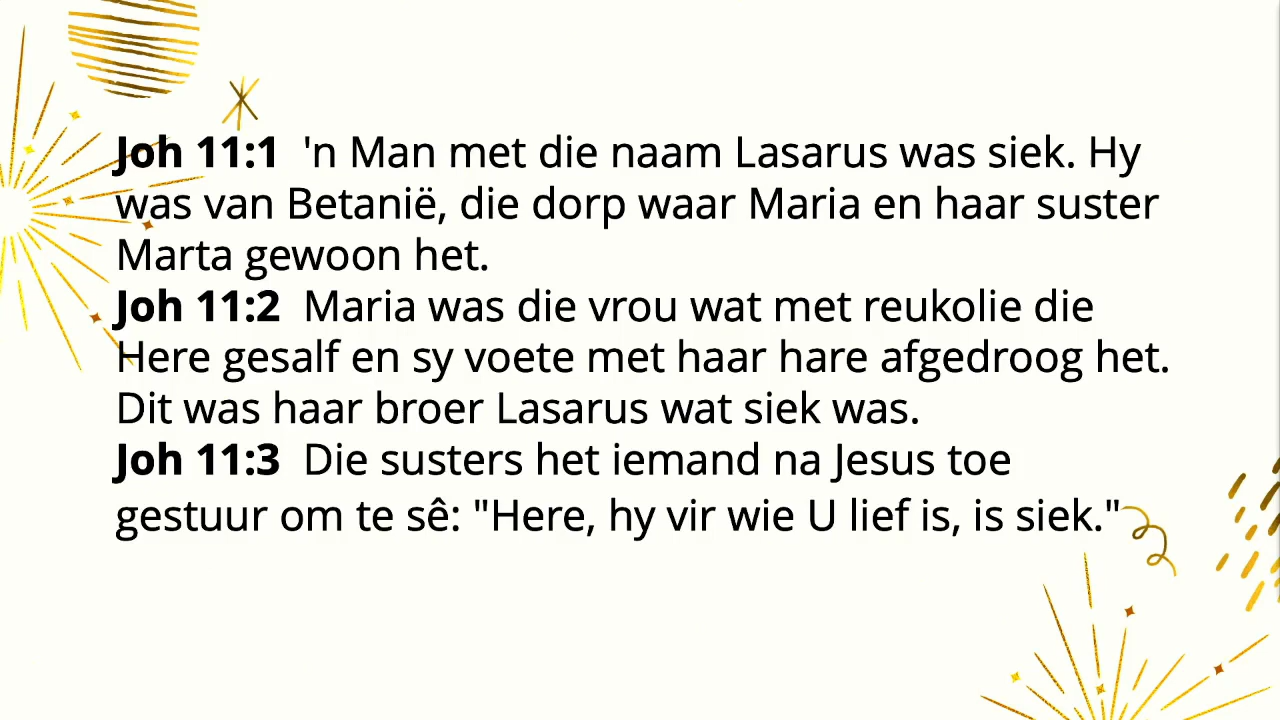 Joh 11:1 'n Man met die naam Lasarus was siek. Hy
was van Betanië, die dorp waar Maria en haar suster
Marta gewoon het.
Joh 11:2 Maria was die vrou wat met reukolie die
Here gesalf en sy voete met haar hare afgedroog het.
Dit was haar broer Lasarus wat siek was.
Joh 11:3 Die susters het iemand na Jesus toe
gestuur om te sê: "Here, hy vir wie U lief is, is siek."